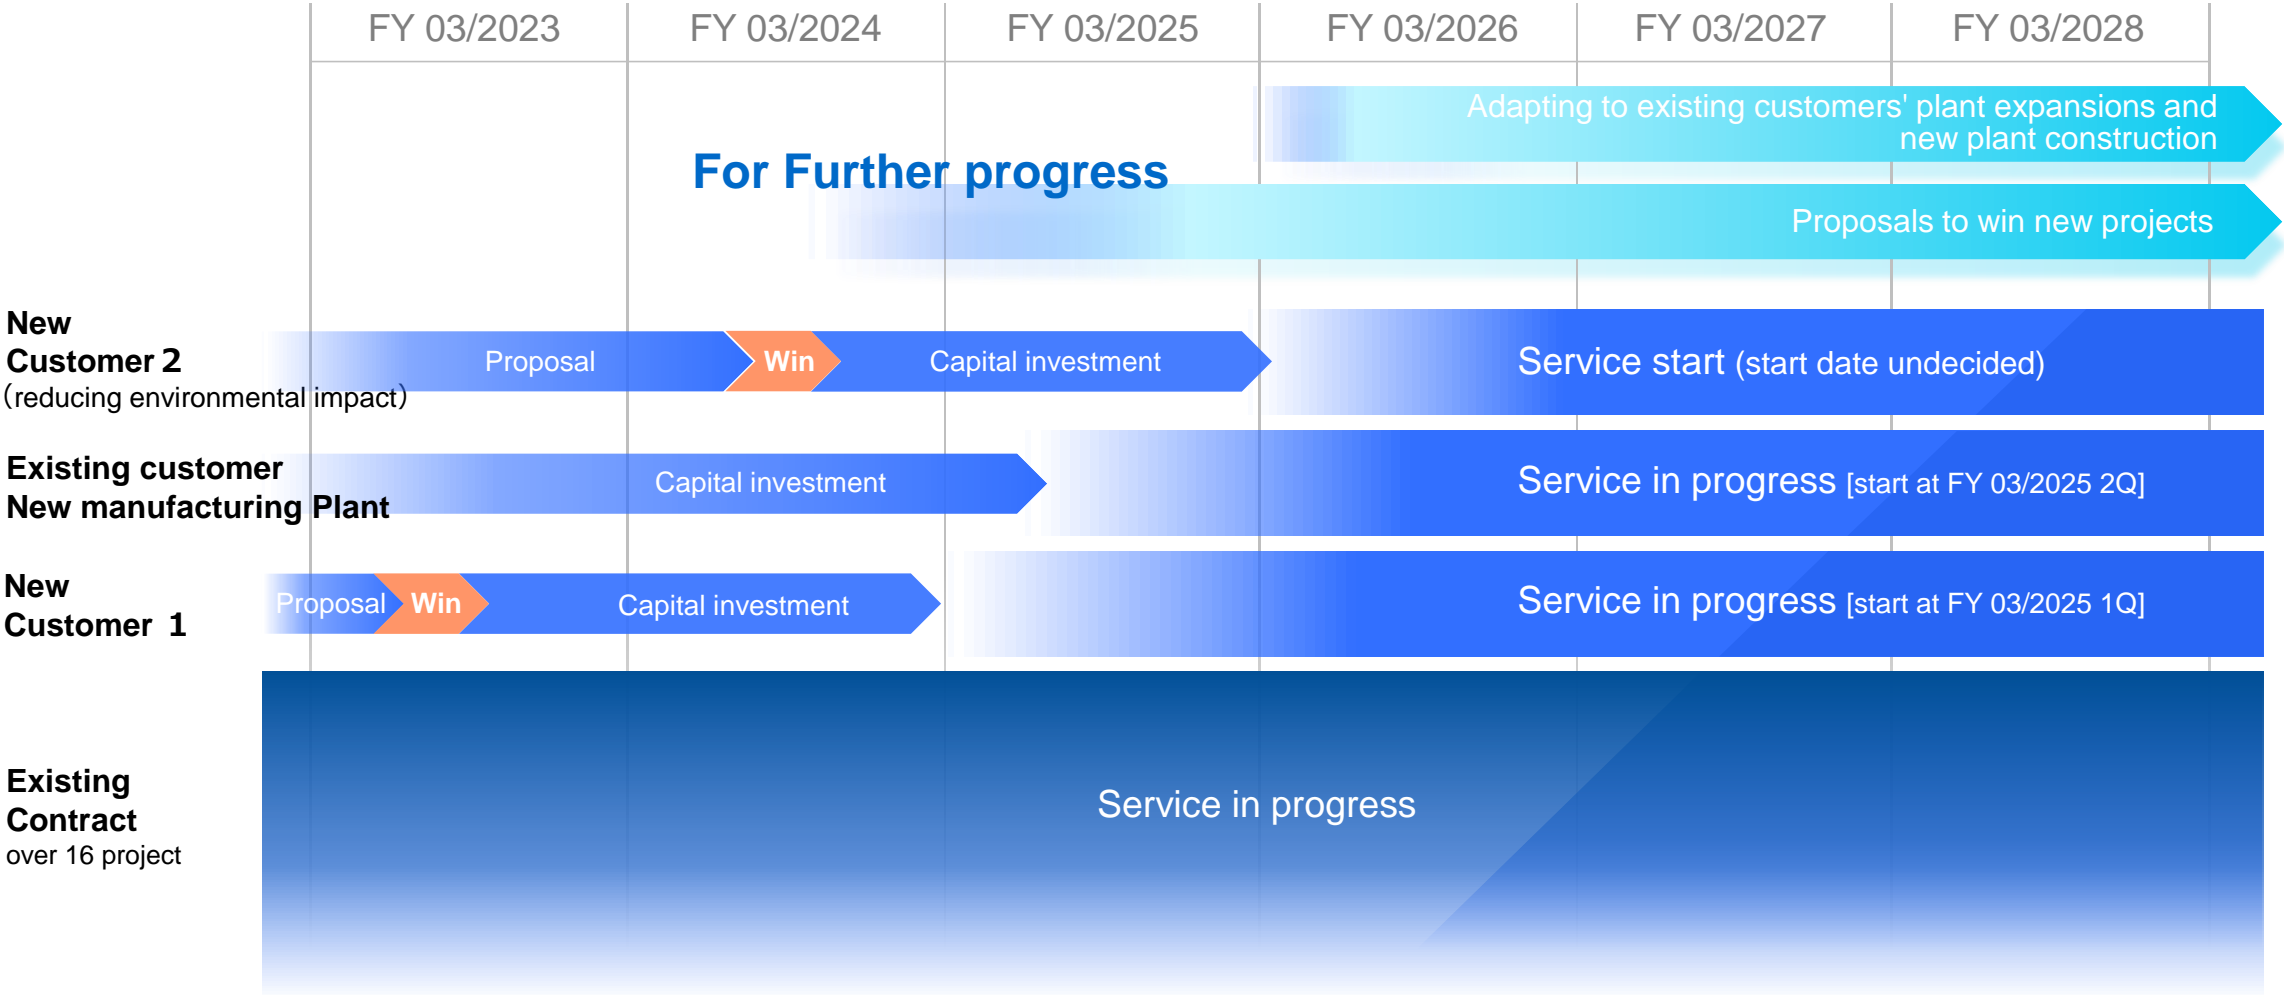 FY 03/2023 FY 03/2024 FY 03/2025 FY 03/2026 FY 03/2027 FY 03/2028
Adapting to existing customers' plant expansions and
new plant construction
For Further progress
Proposals to win new projects
New
Customer 2
（reducing environmental impact）
Proposal
Win
Capital investment
Service start (start date undecided)
Existing customer
New manufacturing Plant
Capital investment
Service in progress [start at FY 03/2025 2Q]
New
Customer 1
Proposal
Win
Capital investment
Service in progress [start at FY 03/2025 1Q]
Existing
Contract
over 16 project
Service in progress